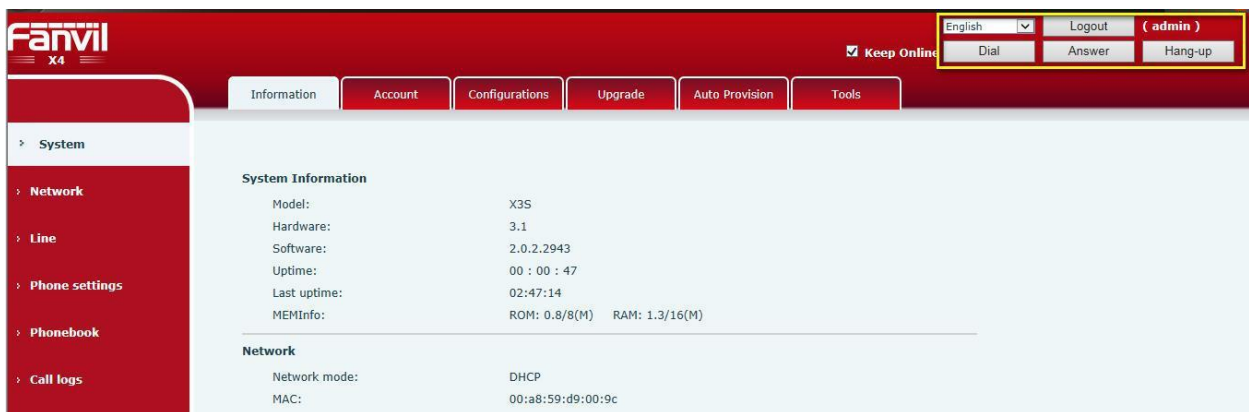 Fanvil
X4
English Logout ( admin )
Keep Online Dial Answer Hang-up
Information Account Configurations Upgrade Auto Provision Tools
System
Network
Line
Phone settings
Phonebook
Call logs
System Information
Model: X3S
Hardware: 3.1
Software: 2.0.2.2943
Uptime: 00 : 00 : 47
Last uptime: 02:47:14
MEMInfo: ROM: 0.8/8(M) RAM: 1.3/16(M)
Network
Network mode: DHCP
MAC: 00:a8:59:d9:00:9c